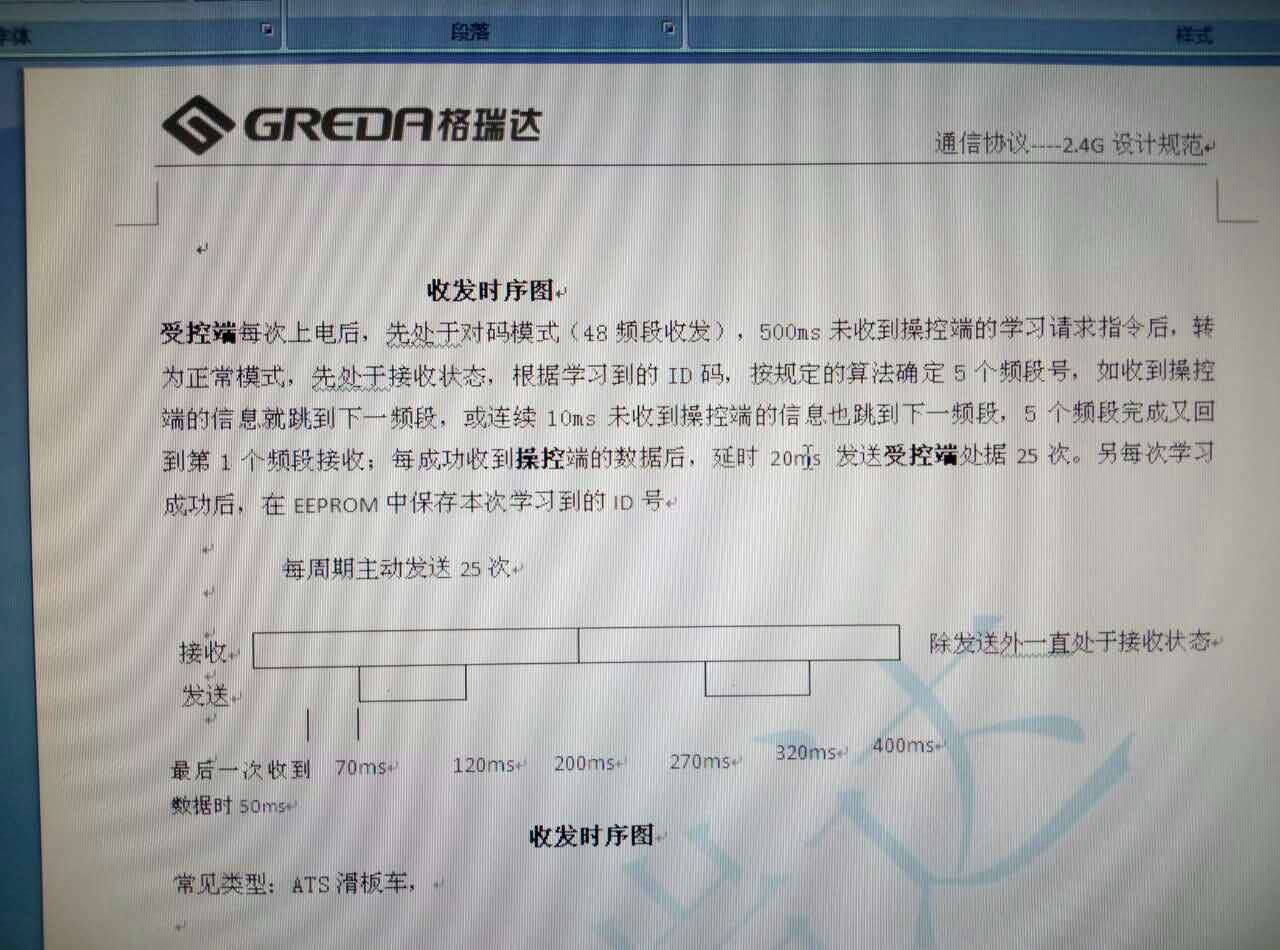 字体
段落
样式
GREDA格瑞达
通信协议----2.4G 设计规范
收发时序图
受控端每次上电后，先处于对码模式（48 频段收发），500ms 未收到操控端的学习请求指令后，转
为正常模式，先处于接收状态，根据学习到的 ID 码，按规定的算法确定 5 个频段号，如收到操控
端的信息就跳到下一频段，或连续 10ms 未收到操控端的信息也跳到下一频段，5 个频段完成又回
到第 1 个频段接收；每成功收到操控端的数据后，延时 20ms 发送受控端处据 25 次。另每次学习
成功后，在 EEPROM 中保存本次学习到的 ID 号
每周期主动发送 25 次
接收
除发送外一直处于接收状态
发送
最后一次收到 70ms 120ms 200ms 270ms 320ms 400ms
数据时 50ms
收发时序图
常见类型：ATS 滑板车，